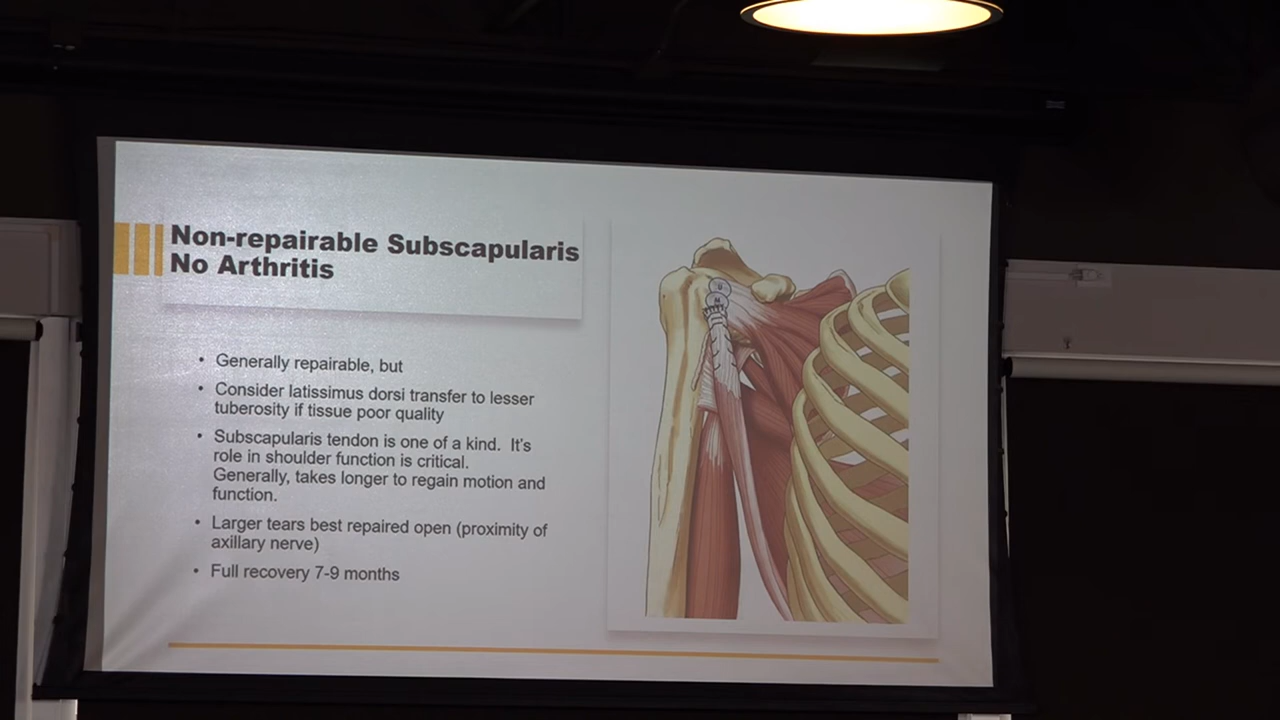 Non-repairable Subscapularis
No Arthritis
• Generally repairable, but
• Consider latissimus dorsi transfer to lesser
tuberosity if tissue poor quality
• Subscapularis tendon is one of a kind. It's
role in shoulder function is critical.
Generally, takes longer to regain motion and
function.
• Larger tears best repaired open (proximity of
axillary nerve)
• Full recovery 7-9 months